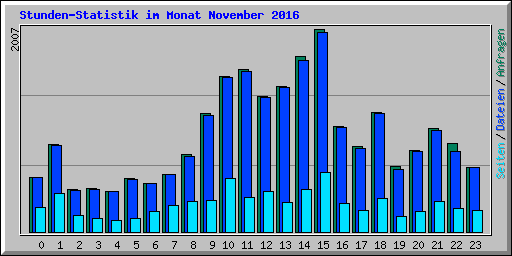 Stunden-Statistik im Monat November 2016
2007
Seiten / Dateien / Anfragen
0 1 2 3 4 5 6 7 8 9 10 11 12 13 14 15 16 17 18 19 20 21 22 23